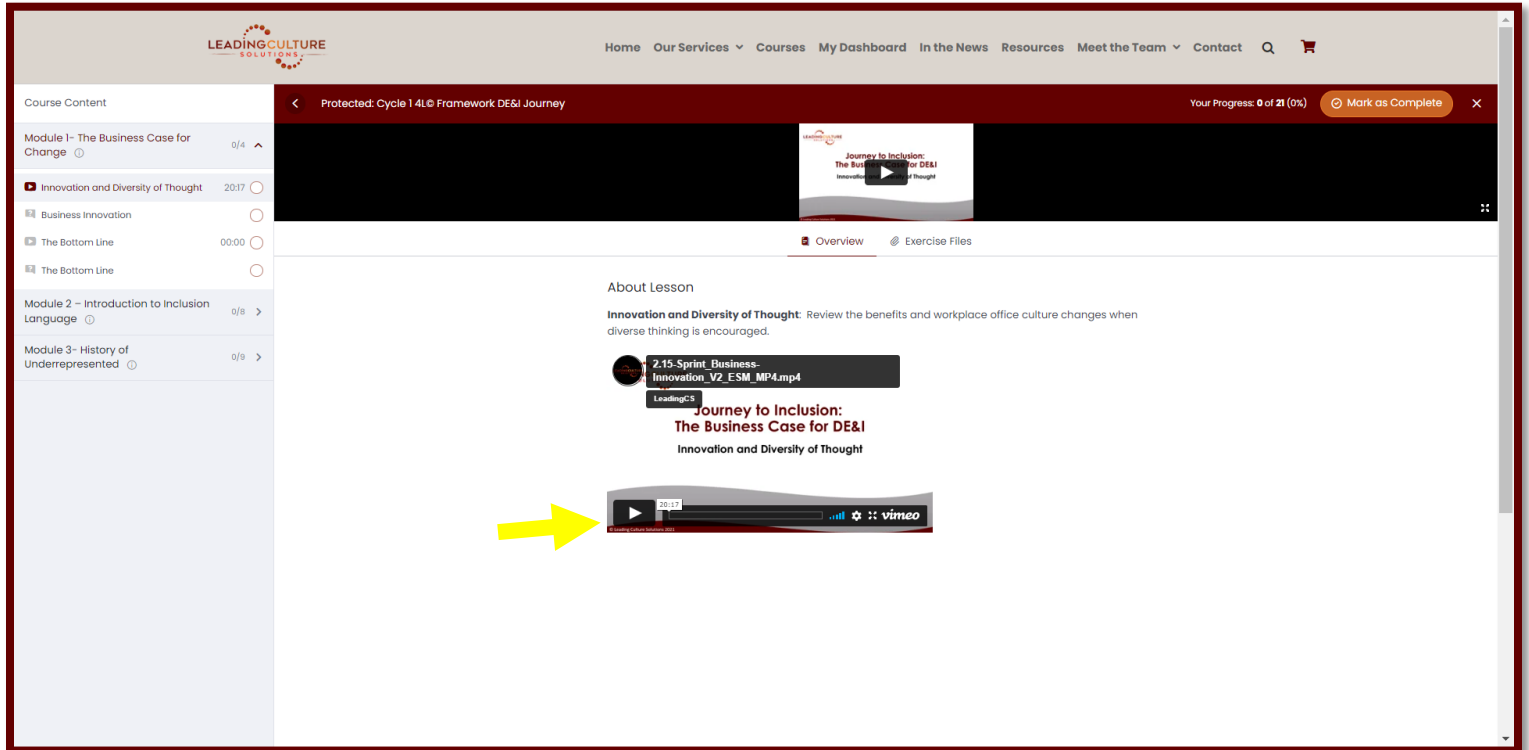 LEADINGCULTURE
SOLUTIONS
Home Our Services Courses My Dashboard In the News Resources Meet the Team Contact
Course Content
Protected: Cycle 1 4L© Framework DE&I Journey
Your Progress: 0 of 21 (0%)
Mark as Complete
Module 1- The Business Case for
Change
0/4
Innovation and Diversity of Thought 20:17
Business Innovation
The Bottom Line 00:00
The Bottom Line
Module 2 – Introduction to Inclusion
Language
0/8
Module 3- History of
Underrepresented
0/9
LEADINGCULTURE
SOLUTIONS
Journey to Inclusion:
The Business Case for DE&I
Innovation and Diversity of Thought
Overview Exercise Files
About Lesson
Innovation and Diversity of Thought: Review the benefits and workplace office culture changes when
diverse thinking is encouraged.
2.15-Sprint_Business-
Innovation_V2_ESM_MP4.mp4
LeadingCS
Journey to Inclusion:
The Business Case for DE&I
Innovation and Diversity of Thought
20:17
vimeo
© Leading Culture Solutions 2021